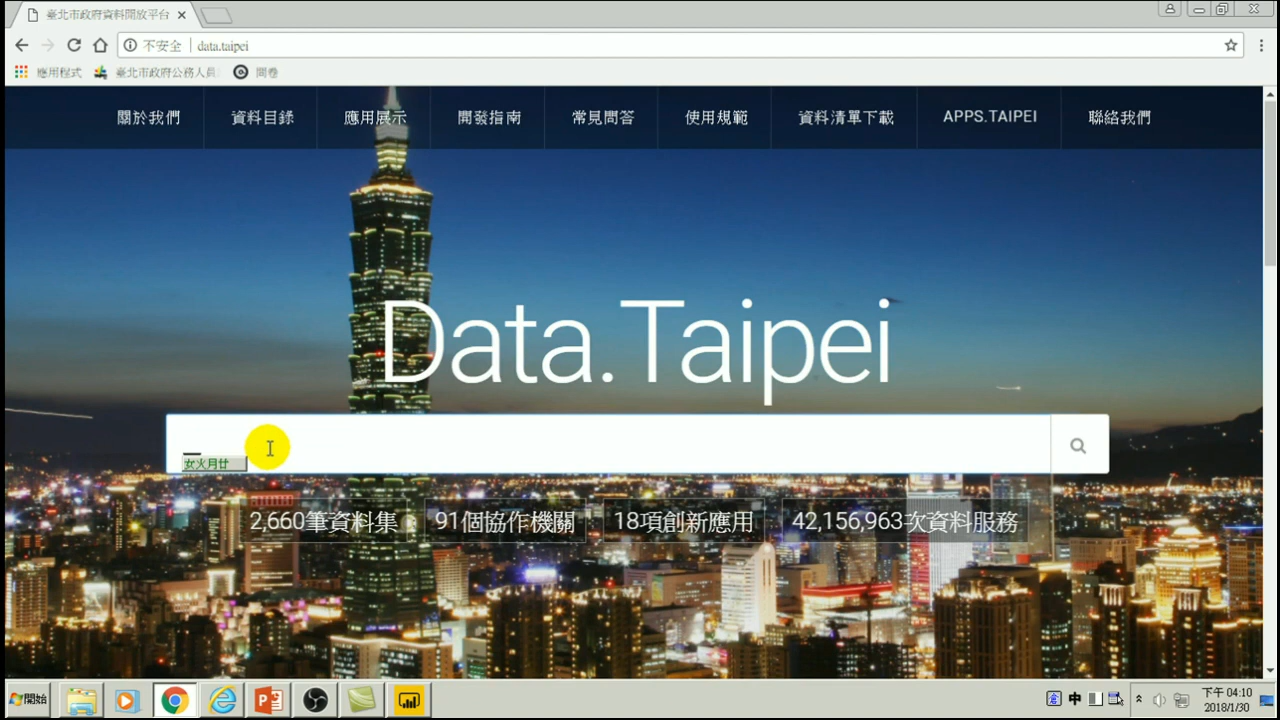 臺北市政府資料開放平台
不安全 data.taipei
應用程式 臺北市政府公務人員 問卷
關於我們 資料目錄 應用展示 開發指南 常見問答 使用規範 資料清單下載 APPS.TAIPEI 聯絡我們
Data.Taipei
女火月廿
2,660筆資料集 91個協作機關 18項創新應用 42,156,963次資料服務
開始 倉 中 下午 04:10
2018/1/30